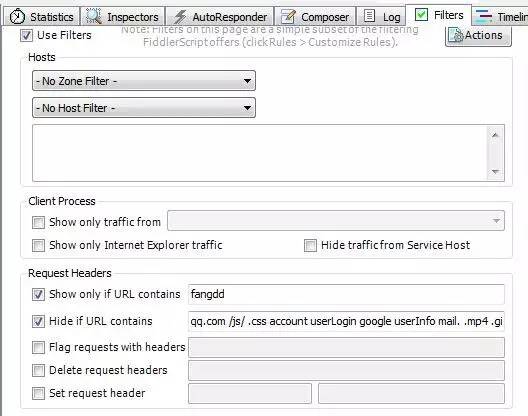 Statistics Inspectors AutoResponder Composer Log Filters Timelin
Use Filters Note: Filters on this page are a simple subset of the filtering
FiddlerScript offers (click Rules > Customize Rules). Actions
Hosts
- No Zone Filter -
- No Host Filter -
Client Process
Show only traffic from
Show only Internet Explorer traffic Hide traffic from Service Host
Request Headers
Show only if URL contains fangdd
Hide if URL contains qq.com /js/ .css account userLogin google userInfo mail. .mp4 .gi
Flag requests with headers
Delete request headers
Set request header